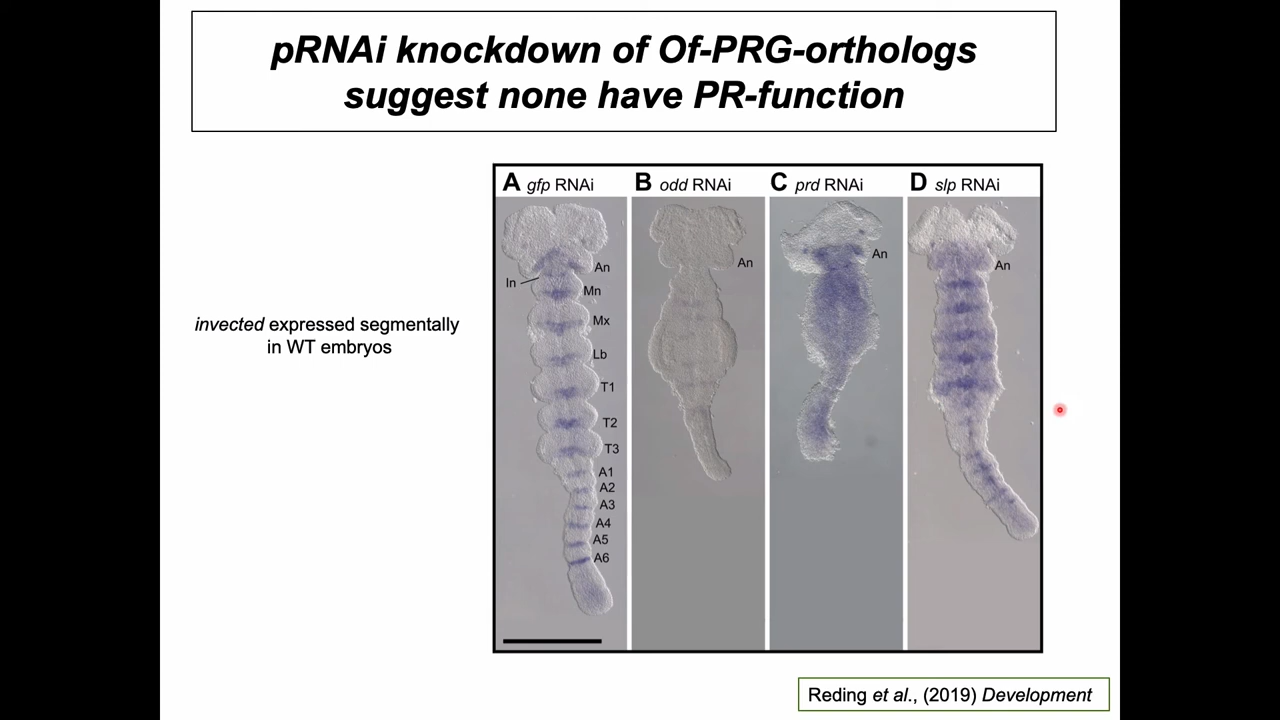 pRNAi knockdown of Of-PRG-orthologs
suggest none have PR-function
invected expressed segmentally
in WT embryos
A gfp RNAi
An
In
Mn
Mx
Lb
T1
T2
T3
A1
A2
A3
A4
A5
A6
B odd RNAi
An
C prd RNAi
An
D slp RNAi
An
Reding et al., (2019) Development